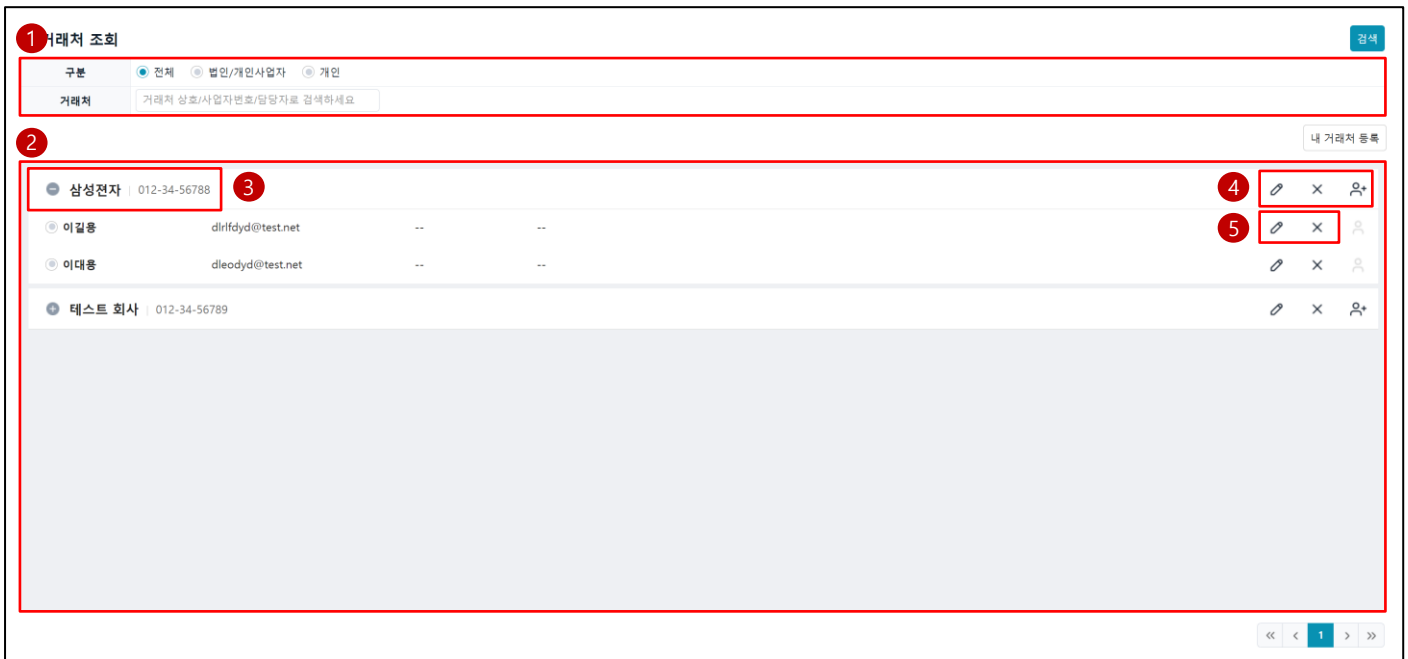 1 거래처 조회 검색
구분 전체 법인/개인사업자 개인
거래처 거래처 상호/사업자번호/담당자로 검색하세요
2 내 거래처 등록
삼성젼자 012-34-56788 3 4
이길용 dlrlfdyd@test.net -- -- 5
이대용 dleodyd@test.net -- --
테스트 회사 012-34-56789
« < 1 > »